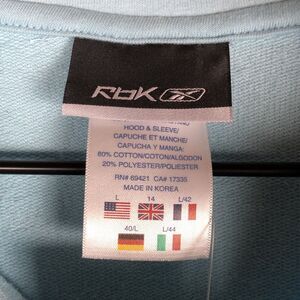 RbK
HOOD & SLEEVE/
CAPUCHE ET MANCHE/
CAPUCHA Y MANGA:
80% COTTON/COTON/ALGODON
20% POLYESTER/POLIESTER
RN# 69421 CA# 17335
MADE IN KOREA
L 14 L/42
40/L L/44